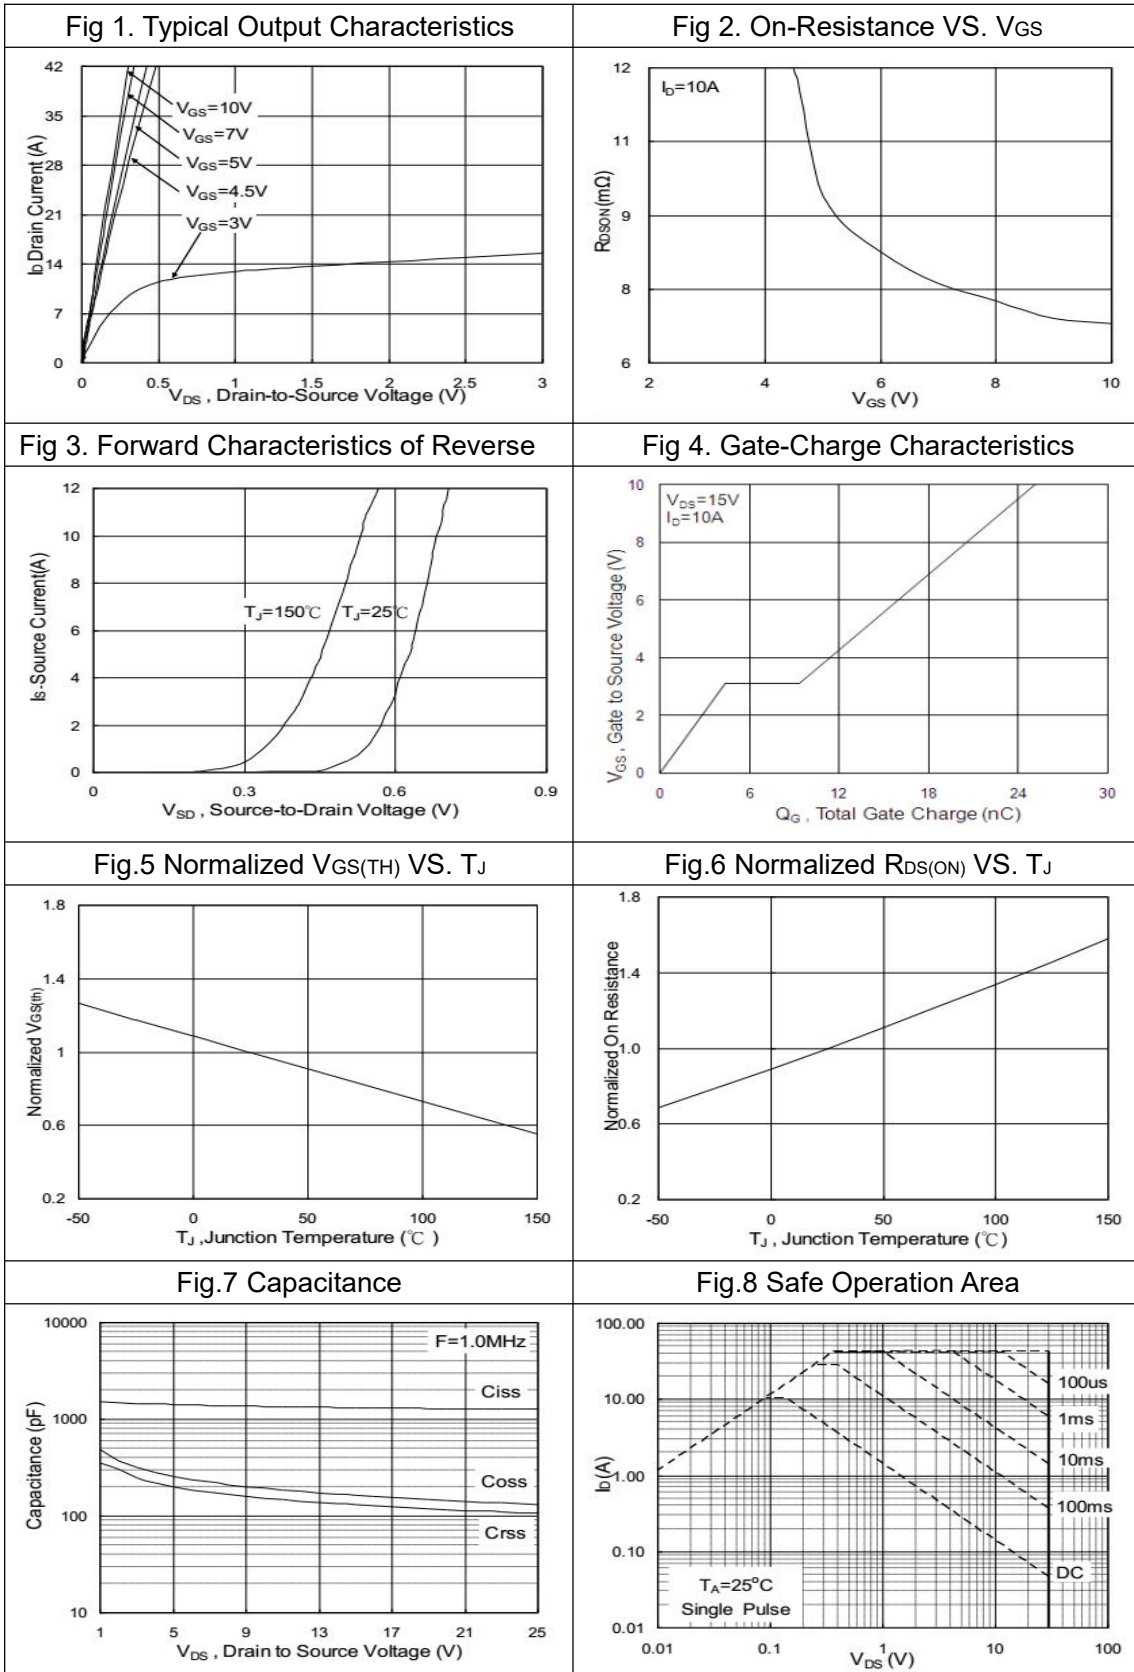 Fig 1. Typical Output Characteristics
42
35
28
21
14
7
0
ID Drain Current (A)
VGS=10V
VGS=7V
VGS=5V
VGS=4.5V
VGS=3V
0 0.5 1 1.5 2 2.5 3
VDS , Drain-to-Source Voltage (V)
Fig 2. On-Resistance VS. VGS
12
11
9
8
6
RDSON (mΩ)
ID=10A
2 4 6 8 10
VGS (V)
Fig 3. Forward Characteristics of Reverse
12
10
8
6
4
2
0
Is-Source Current(A)
TJ=150℃ TJ=25℃
0 0.3 0.6 0.9
VSD , Source-to-Drain Voltage (V)
Fig 4. Gate-Charge Characteristics
10
8
6
4
2
0
VGS , Gate to Source Voltage (V)
VDS=15V
ID=10A
0 6 12 18 24 30
QG , Total Gate Charge (nC)
Fig.5 Normalized VGS(TH) VS. TJ
1.8
1.4
1
0.6
0.2
Normalized VGS(th)
-50 0 50 100 150
TJ ,Junction Temperature (℃ )
Fig.6 Normalized RDS(ON) VS. TJ
1.8
1.4
1.0
0.6
0.2
Normalized On Resistance
-50 0 50 100 150
TJ , Junction Temperature (℃)
Fig.7 Capacitance
10000
1000
100
10
Capacitance (pF)
F=1.0MHz
Ciss
Coss
Crss
1 5 9 13 17 21 25
VDS , Drain to Source Voltage (V)
Fig.8 Safe Operation Area
100.00
10.00
1.00
0.10
0.01
ID (A)
100us
1ms
10ms
100ms
DC
TA=25oC
Single Pulse
0.01 0.1 1 10 100
VDS (V)